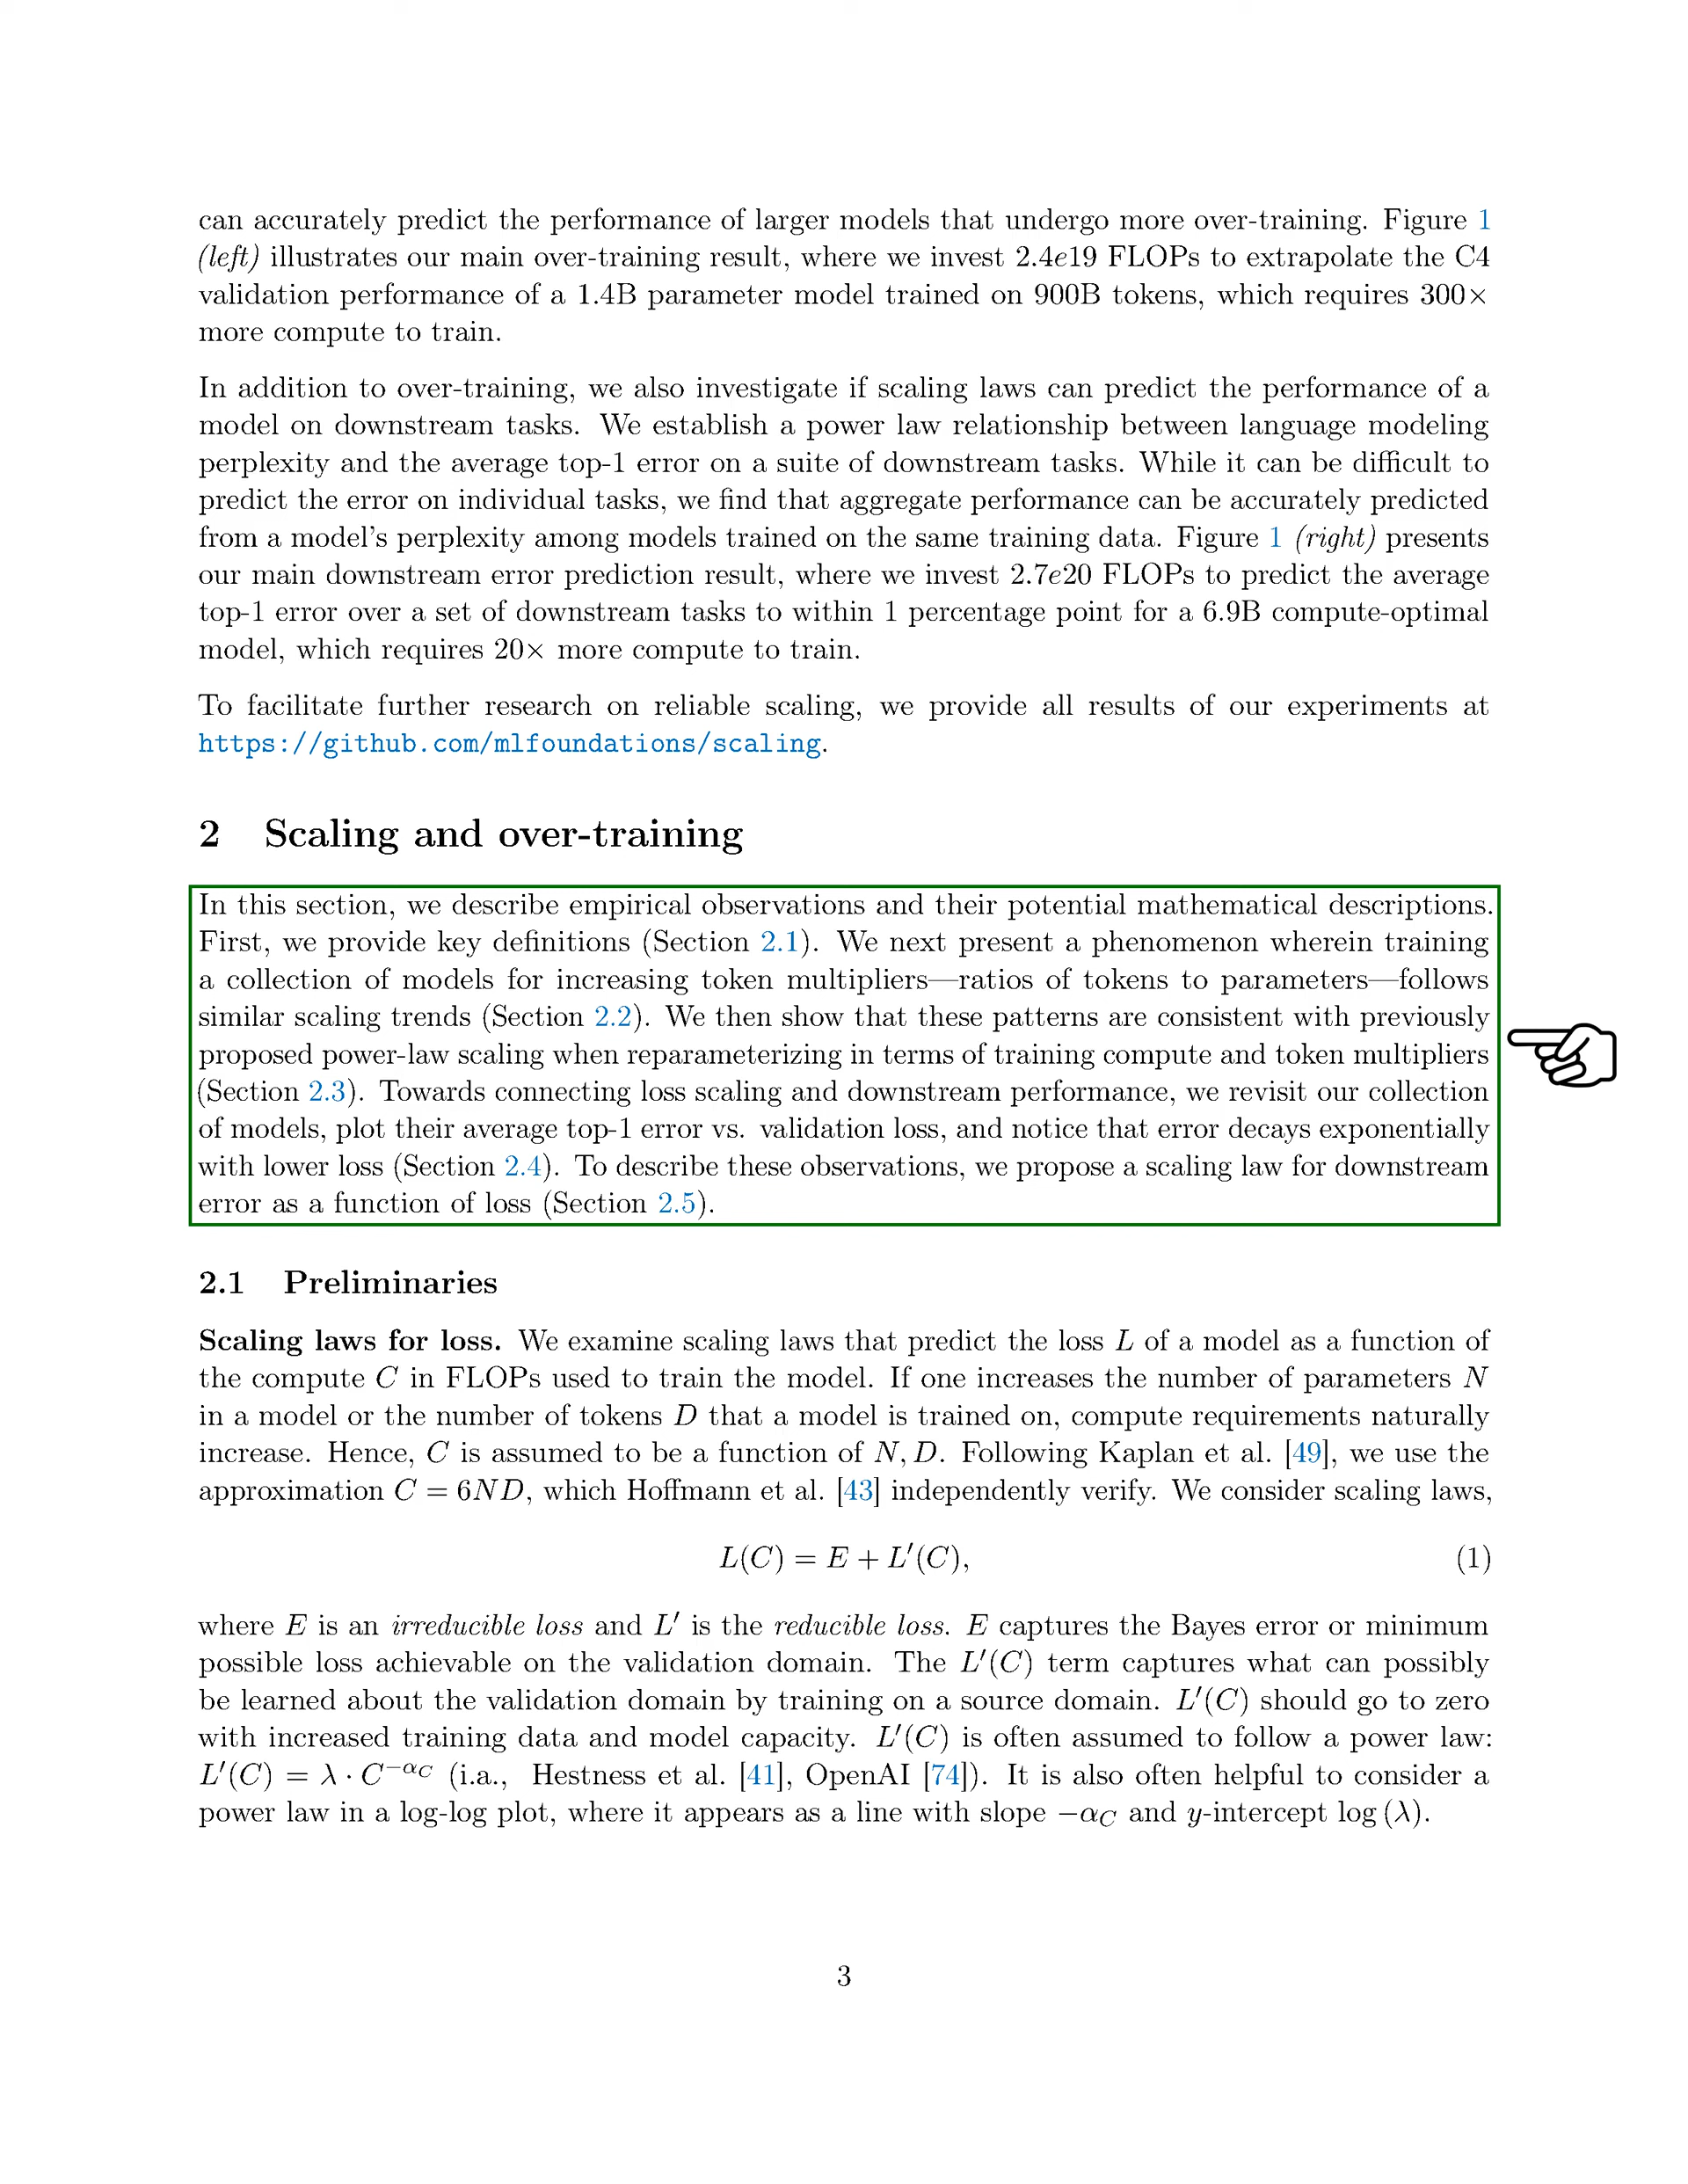 can accurately predict the performance of larger models that undergo more over-training. Figure 1
(left) illustrates our main over-training result, where we invest 2.4e19 FLOPs to extrapolate the C4
validation performance of a 1.4B parameter model trained on 900B tokens, which requires 300×
more compute to train.
In addition to over-training, we also investigate if scaling laws can predict the performance of a
model on downstream tasks. We establish a power law relationship between language modeling
perplexity and the average top-1 error on a suite of downstream tasks. While it can be difficult to
predict the error on individual tasks, we find that aggregate performance can be accurately predicted
from a model's perplexity among models trained on the same training data. Figure 1 (right) presents
our main downstream error prediction result, where we invest 2.7e20 FLOPs to predict the average
top-1 error over a set of downstream tasks to within 1 percentage point for a 6.9B compute-optimal
model, which requires 20× more compute to train.
To facilitate further research on reliable scaling, we provide all results of our experiments at
https://github.com/mlfoundations/scaling.
2 Scaling and over-training
In this section, we describe empirical observations and their potential mathematical descriptions.
First, we provide key definitions (Section 2.1). We next present a phenomenon wherein training
a collection of models for increasing token multipliers—ratios of tokens to parameters—follows
similar scaling trends (Section 2.2). We then show that these patterns are consistent with previously
proposed power-law scaling when reparameterizing in terms of training compute and token multipliers
(Section 2.3). Towards connecting loss scaling and downstream performance, we revisit our collection
of models, plot their average top-1 error vs. validation loss, and notice that error decays exponentially
with lower loss (Section 2.4). To describe these observations, we propose a scaling law for downstream
error as a function of loss (Section 2.5).
2.1 Preliminaries
Scaling laws for loss. We examine scaling laws that predict the loss L of a model as a function of
the compute C in FLOPs used to train the model. If one increases the number of parameters N
in a model or the number of tokens D that a model is trained on, compute requirements naturally
increase. Hence, C is assumed to be a function of N, D. Following Kaplan et al. [49], we use the
approximation C = 6ND, which Hoffmann et al. [43] independently verify. We consider scaling laws,
L(C) = E + L′(C), (1)
where E is an irreducible loss and L′ is the reducible loss. E captures the Bayes error or minimum
possible loss achievable on the validation domain. The L′(C) term captures what can possibly
be learned about the validation domain by training on a source domain. L′(C) should go to zero
with increased training data and model capacity. L′(C) is often assumed to follow a power law:
L′(C) = λ · C^{−α_C} (i.a., Hestness et al. [41], OpenAI [74]). It is also often helpful to consider a
power law in a log-log plot, where it appears as a line with slope −α_C and y-intercept log (λ).
3